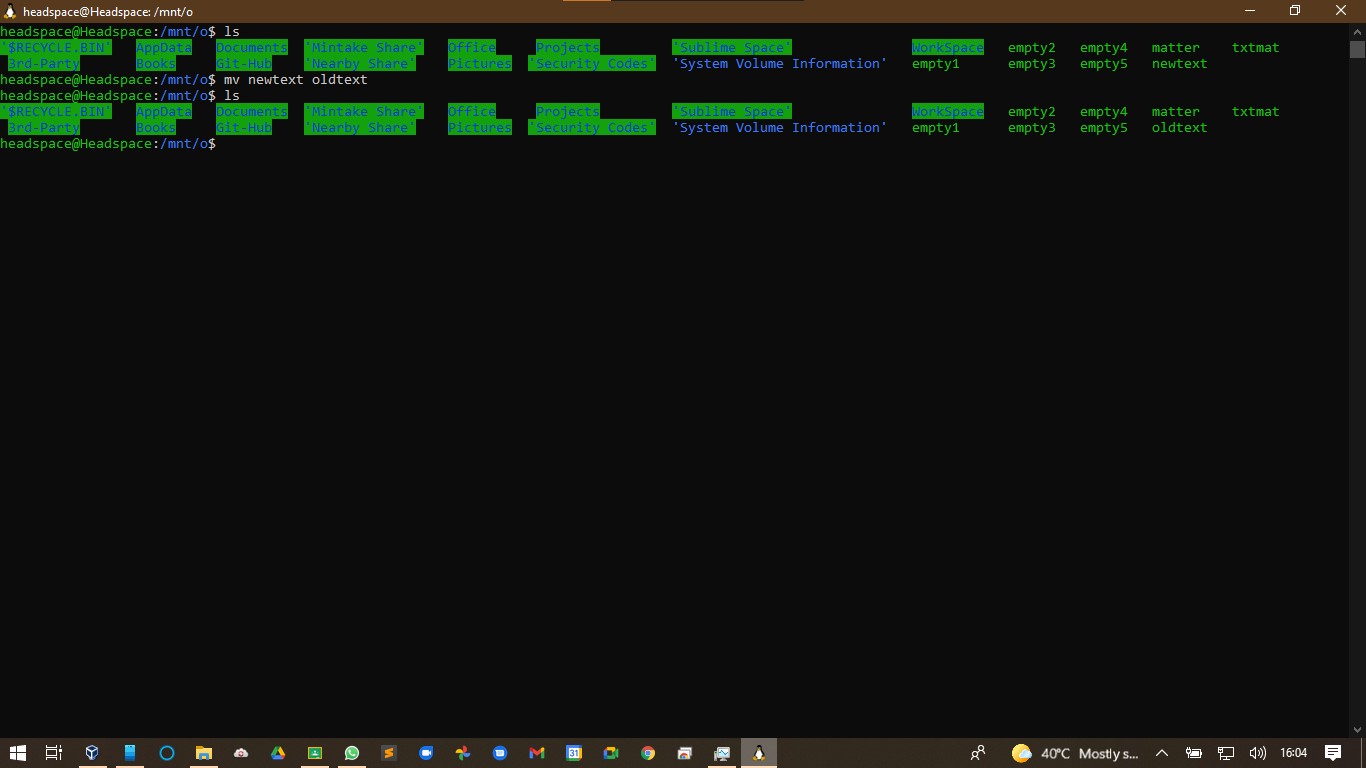 headspace@Headspace: /mnt/o
headspace@Headspace:/mnt/o$ ls
'$RECYCLE.BIN' AppData Documents 'Mintake Share' Office Projects 'Sublime Space' WorkSpace empty2 empty4 matter txtmat
3rd-Party Books Git-Hub 'Nearby Share' Pictures 'Security Codes' 'System Volume Information' empty1 empty3 empty5 newtext
headspace@Headspace:/mnt/o$ mv newtext oldtext
headspace@Headspace:/mnt/o$ ls
'$RECYCLE.BIN' AppData Documents 'Mintake Share' Office Projects 'Sublime Space' WorkSpace empty2 empty4 matter txtmat
3rd-Party Books Git-Hub 'Nearby Share' Pictures 'Security Codes' 'System Volume Information' empty1 empty3 empty5 oldtext
headspace@Headspace:/mnt/o$
31
40°C Mostly s... 16:04